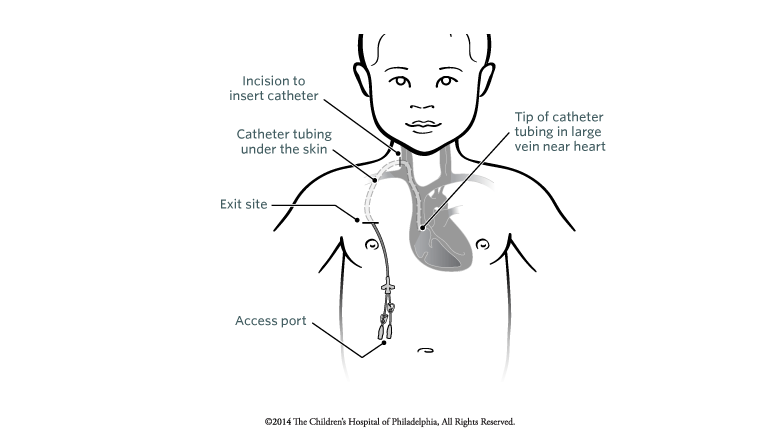 Incision to
insert catheter
Tip of catheter
tubing in large
vein near heart
Catheter tubing
under the skin
Exit site
Access port
©2014 The Children's Hospital of Philadelphia, All Rights Reserved.